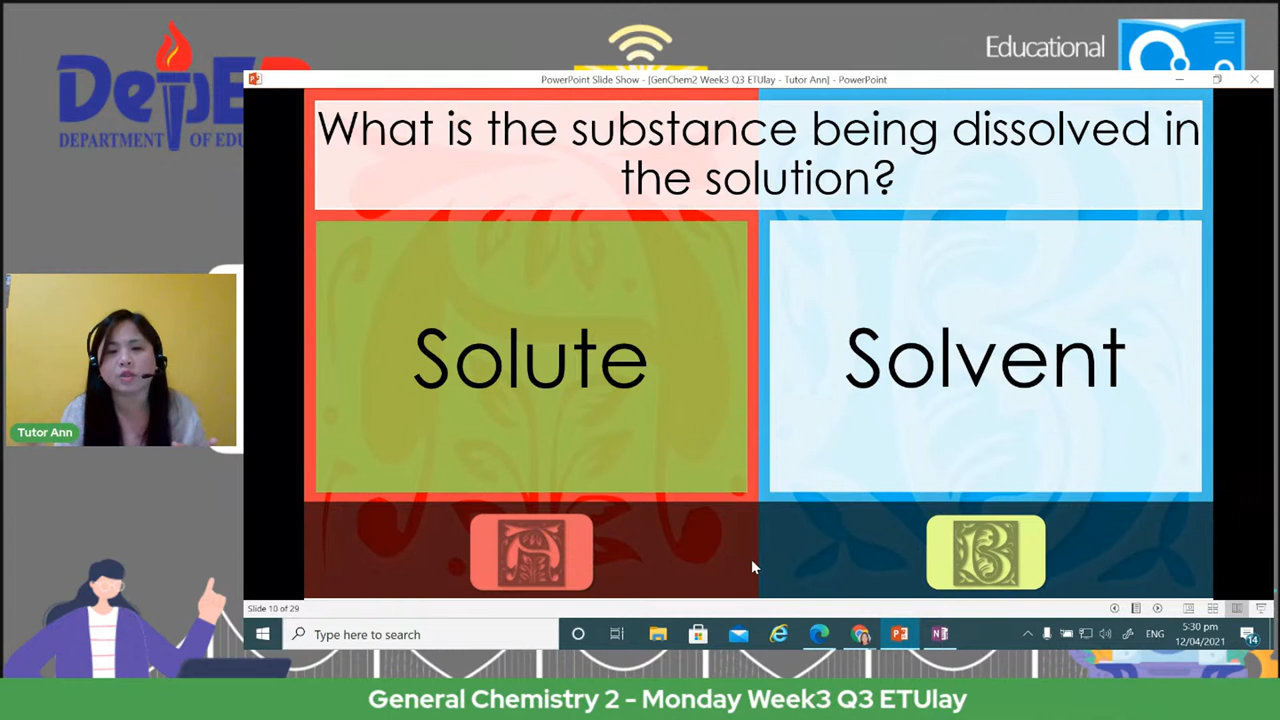 DepED
DEPARTMENT OF EDU
Educational
PowerPoint Slide Show - [GenChem2 Week3 Q3 ETUlay - Tutor Ann] - PowerPoint
What is the substance being dissolved in
the solution?
Solute
Solvent
A
B
Tutor Ann
Slide 10 of 29
Type here to search
ENG
5:30 pm
12/04/2021
14
General Chemistry 2 - Monday Week3 Q3 ETUlay